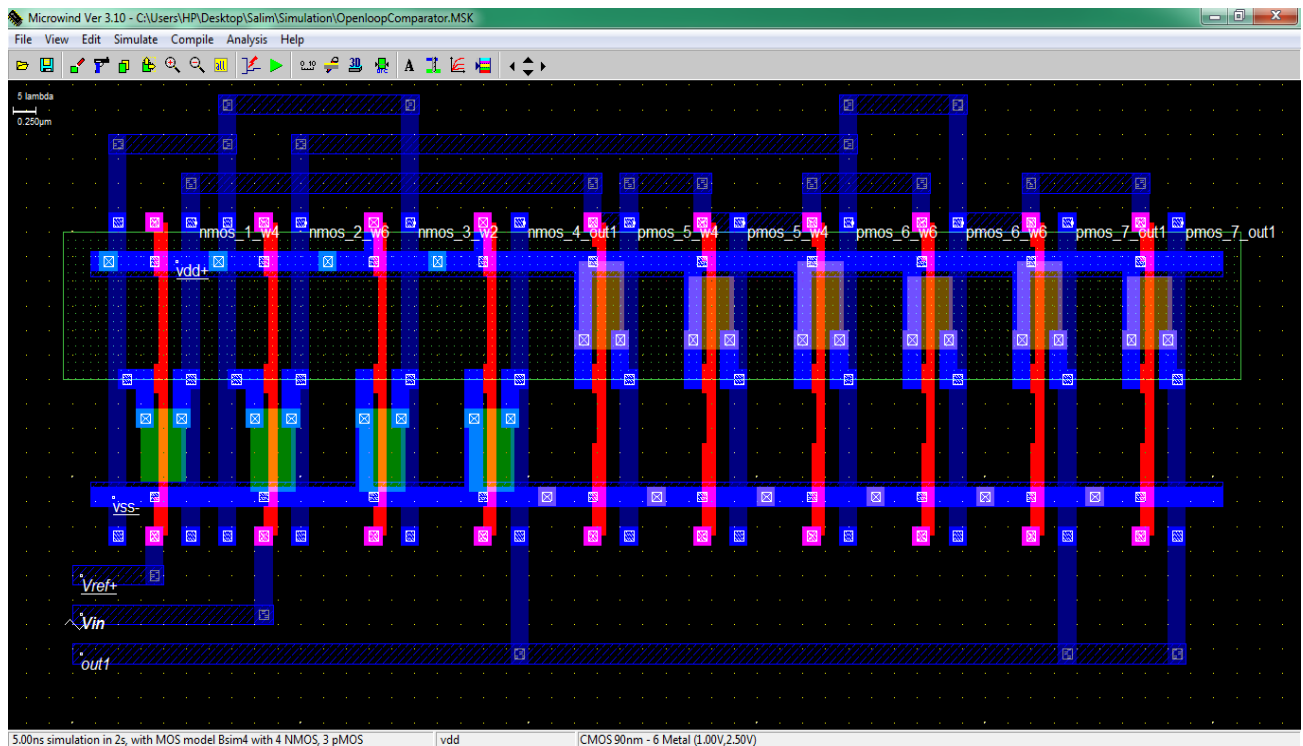 Microwind Ver 3.10 - C:\Users\HP\Desktop\Salim\Simulation\OpenloopComparator.MSK
File View Edit Simulate Compile Analysis Help
5 lambda
0.250µm
nmos_1_w4 nmos_2_w6 nmos_3_w2 nmos_4_out1 pmos_5_w4 pmos_5_w4 pmos_6_w6 pmos_6_w6 pmos_7_out1 pmos_7_out1
vdd+
vss-
Vref+
Vin
out1
5.00ns simulation in 2s, with MOS model Bsim4 with 4 NMOS, 3 pMOS vdd CMOS 90nm - 6 Metal (1.00V,2.50V)